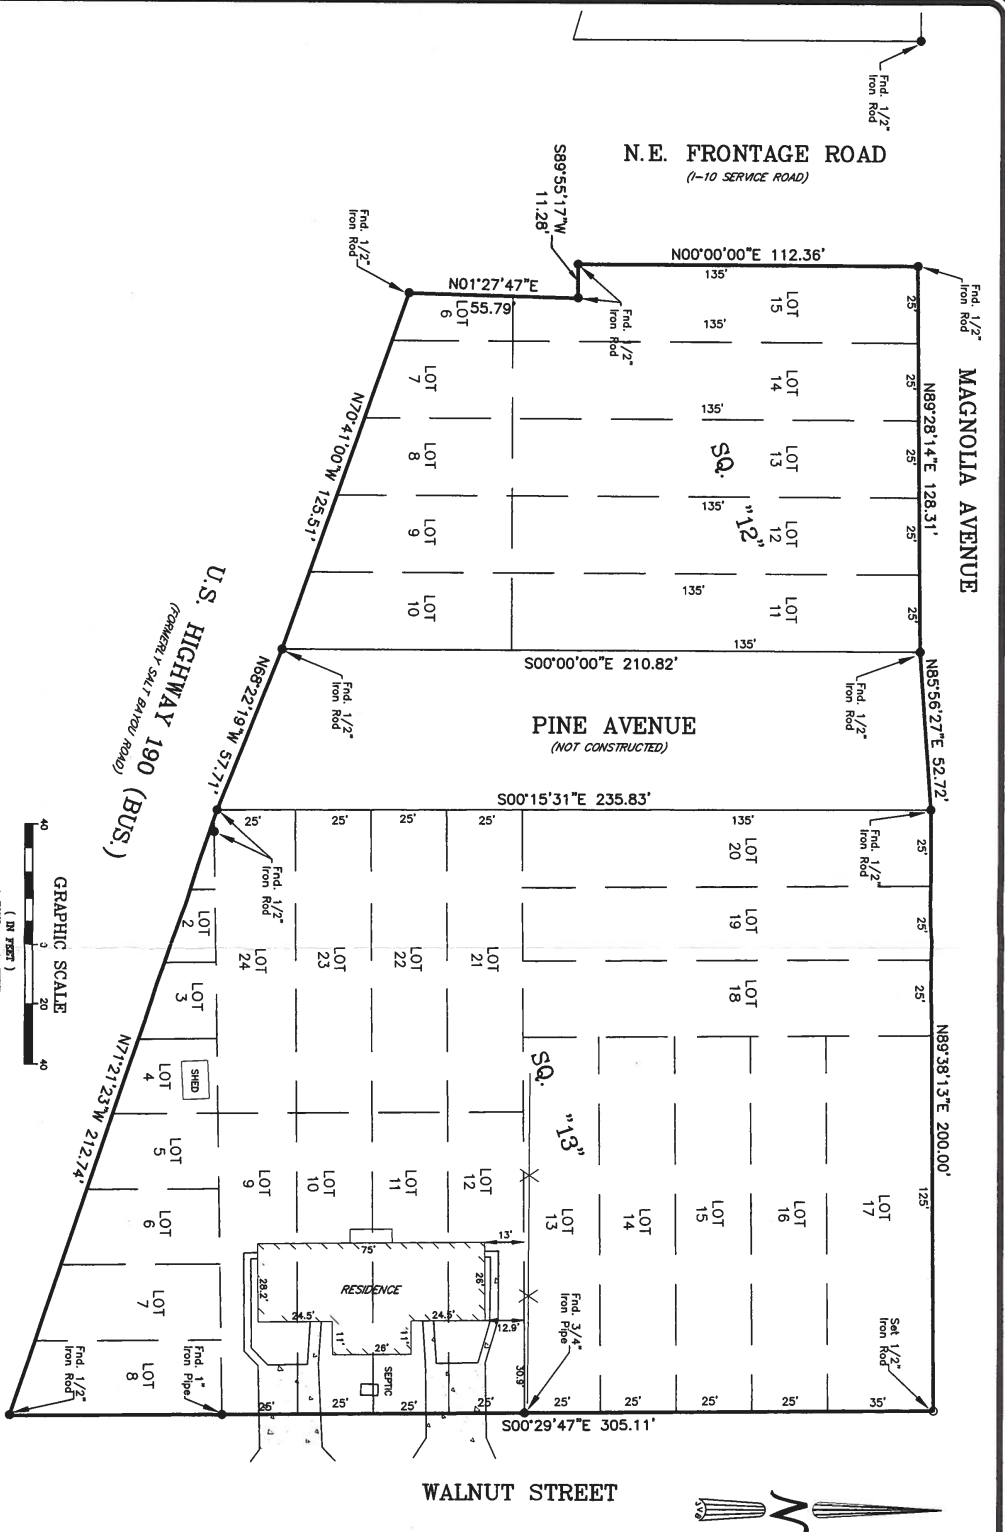 Fnd. 1/2"
Iron Rod
N.E. FRONTAGE ROAD
(I-10 SERVICE ROAD)
S89°55'17"W
11.28'
Fnd. 1/2"
Iron Rod
N00°00'00"E 112.36'
135'
N01°27'47"E
55.79'
Fnd. 1/2"
Iron Rod
Fnd. 1/2"
Iron Rod
MAGNOLIA AVENUE
N89°28'14"E 128.31'
25'
25'
25'
25'
25'
LOT
15
135'
LOT
14
135'
LOT
13
135'
LOT
12
135'
LOT
11
135'
SQ.
"12"
LOT
6
LOT
7
LOT
8
LOT
9
LOT
10
N70°41'00"W 125.51'
S00°00'00"E 210.82'
N85°56'27"E 52.72'
Fnd. 1/2"
Iron Rod
Fnd. 1/2"
Iron Rod
PINE AVENUE
(NOT CONSTRUCTED)
N68°22'19"W 57.71'
U.S. HIGHWAY 190 (BUS.)
(FORMERLY SALT BAYOU ROAD)
S00°15'31"E 235.83'
25'
25'
25'
25'
135'
Fnd. 1/2"
Iron Rod
Fnd. 1/2"
Iron Rod
25'
25'
25'
N89°38'13"E 200.00'
125'
LOT
20
LOT
19
LOT
18
LOT
2
LOT
3
LOT
4
SHED
LOT
5
LOT
6
LOT
7
LOT
8
LOT
24
LOT
23
LOT
22
LOT
21
SQ.
"13"
LOT
9
LOT
10
LOT
11
LOT
12
LOT
13
LOT
14
LOT
15
LOT
16
LOT
17
N71°21'23"W 212.74'
13'
75'
RESIDENCE
28.2'
26'
24.5'
24.5'
12.9'
11'
11'
26'
30.9'
SEPTIC
Fnd. 3/4"
Iron Pipe
Set 1/2"
Iron Rod
Fnd. 1"
Iron Pipe
Fnd. 1/2"
Iron Rod
25'
25'
25'
25'
25'
25'
25'
35'
S00°29'47"E 305.11'
WALNUT STREET
GRAPHIC SCALE
40
0
20
40
( IN FEET )
N
JVB